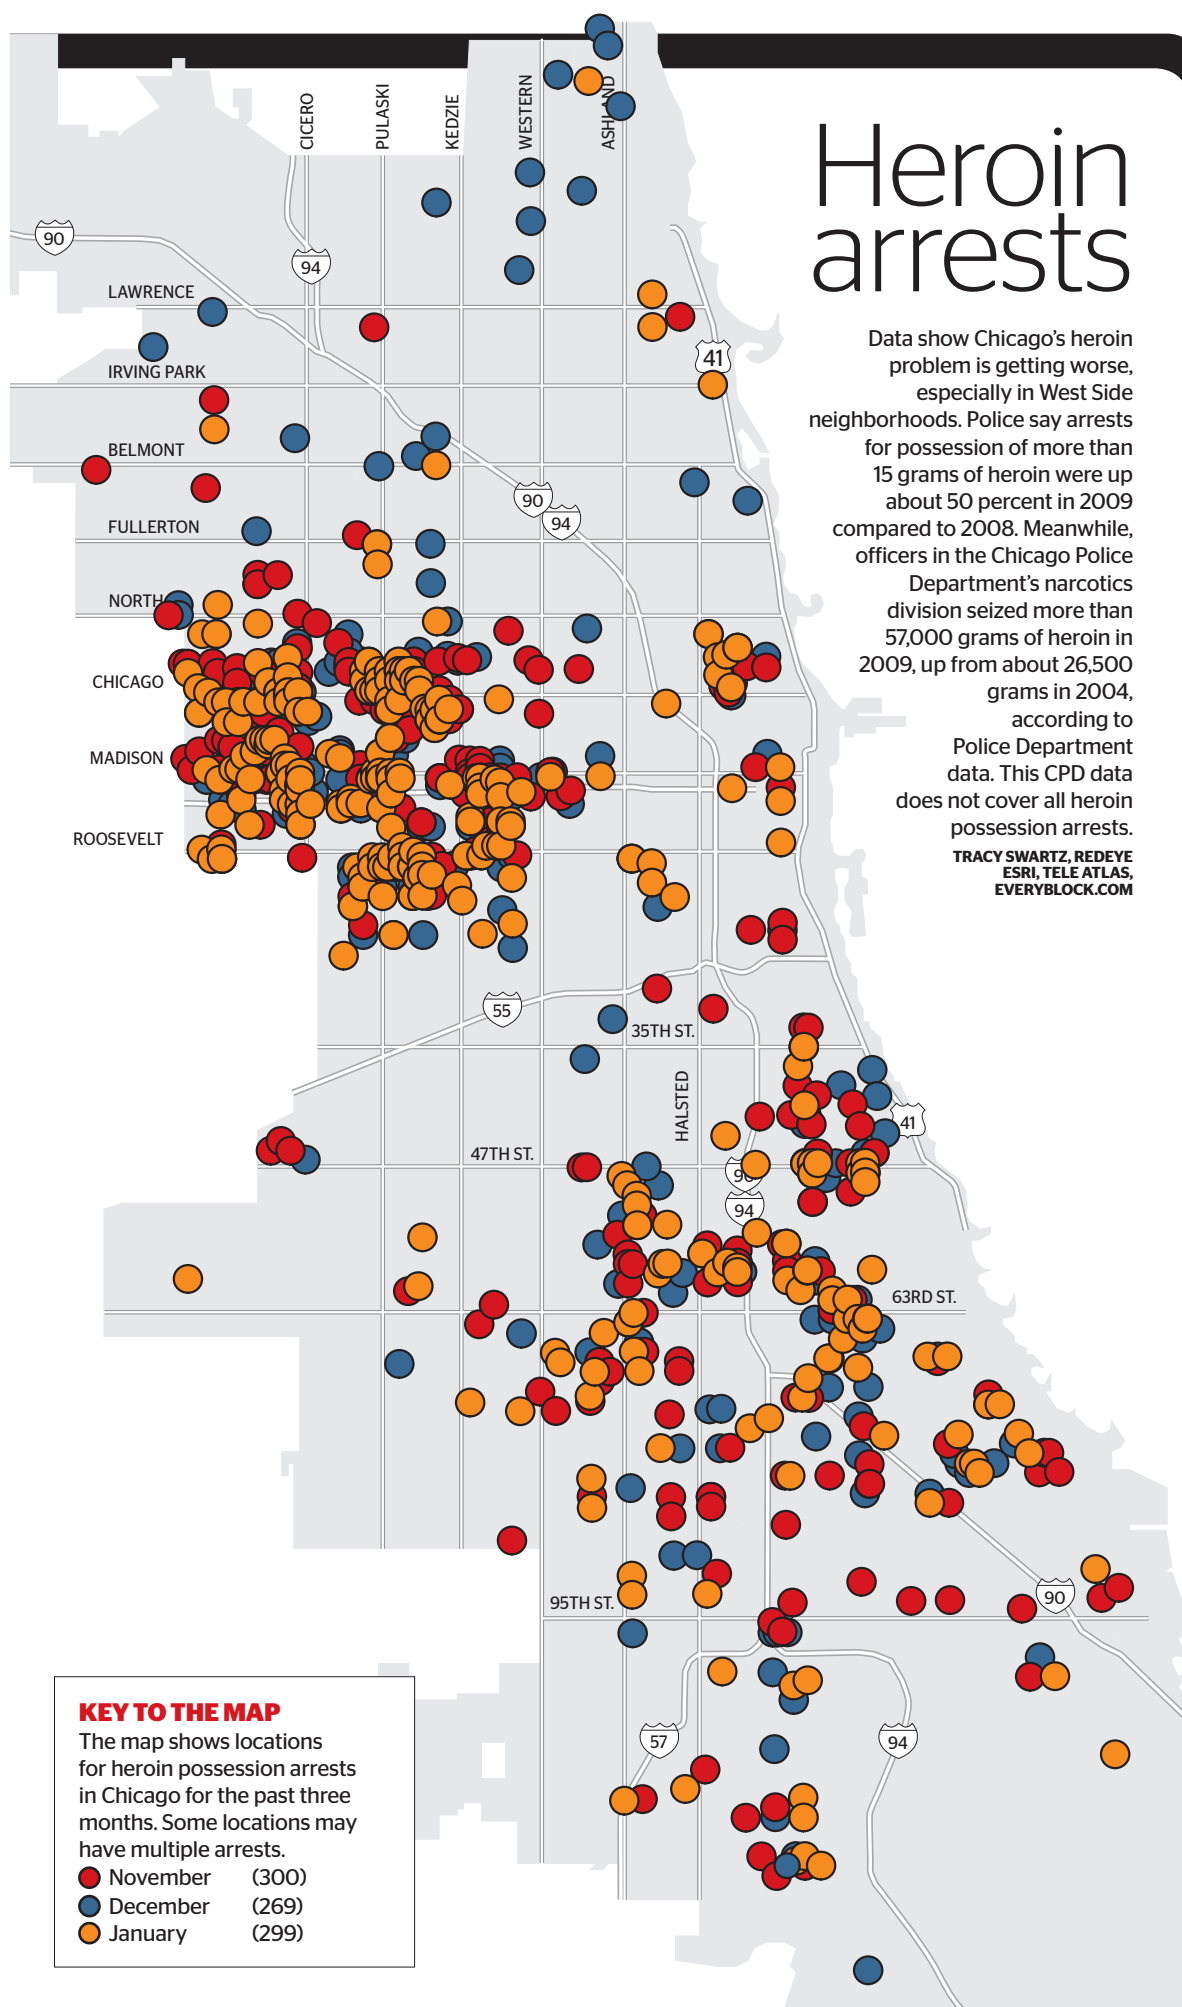 CICERO
PULASKI
KEDZIE
WESTERN
ASHLAND
Heroin
arrests
90
94
LAWRENCE
41
IRVING PARK
BELMONT
90
94
FULLERTON
NORTH
CHICAGO
MADISON
ROOSEVELT
Data show Chicago’s heroin
problem is getting worse,
especially in West Side
neighborhoods. Police say arrests
for possession of more than
15 grams of heroin were up
about 50 percent in 2009
compared to 2008. Meanwhile,
officers in the Chicago Police
Department’s narcotics
division seized more than
57,000 grams of heroin in
2009, up from about 26,500
grams in 2004,
according to
Police Department
data. This CPD data
does not cover all heroin
possession arrests.
TRACY SWARTZ, REDEYE
ESRI, TELE ATLAS,
EVERYBLOCK.COM
55
35TH ST.
HALSTED
41
47TH ST.
90
94
63RD ST.
90
95TH ST.
57
94
KEY TO THE MAP
The map shows locations
for heroin possession arrests
in Chicago for the past three
months. Some locations may
have multiple arrests.
November (300)
December (269)
January (299)